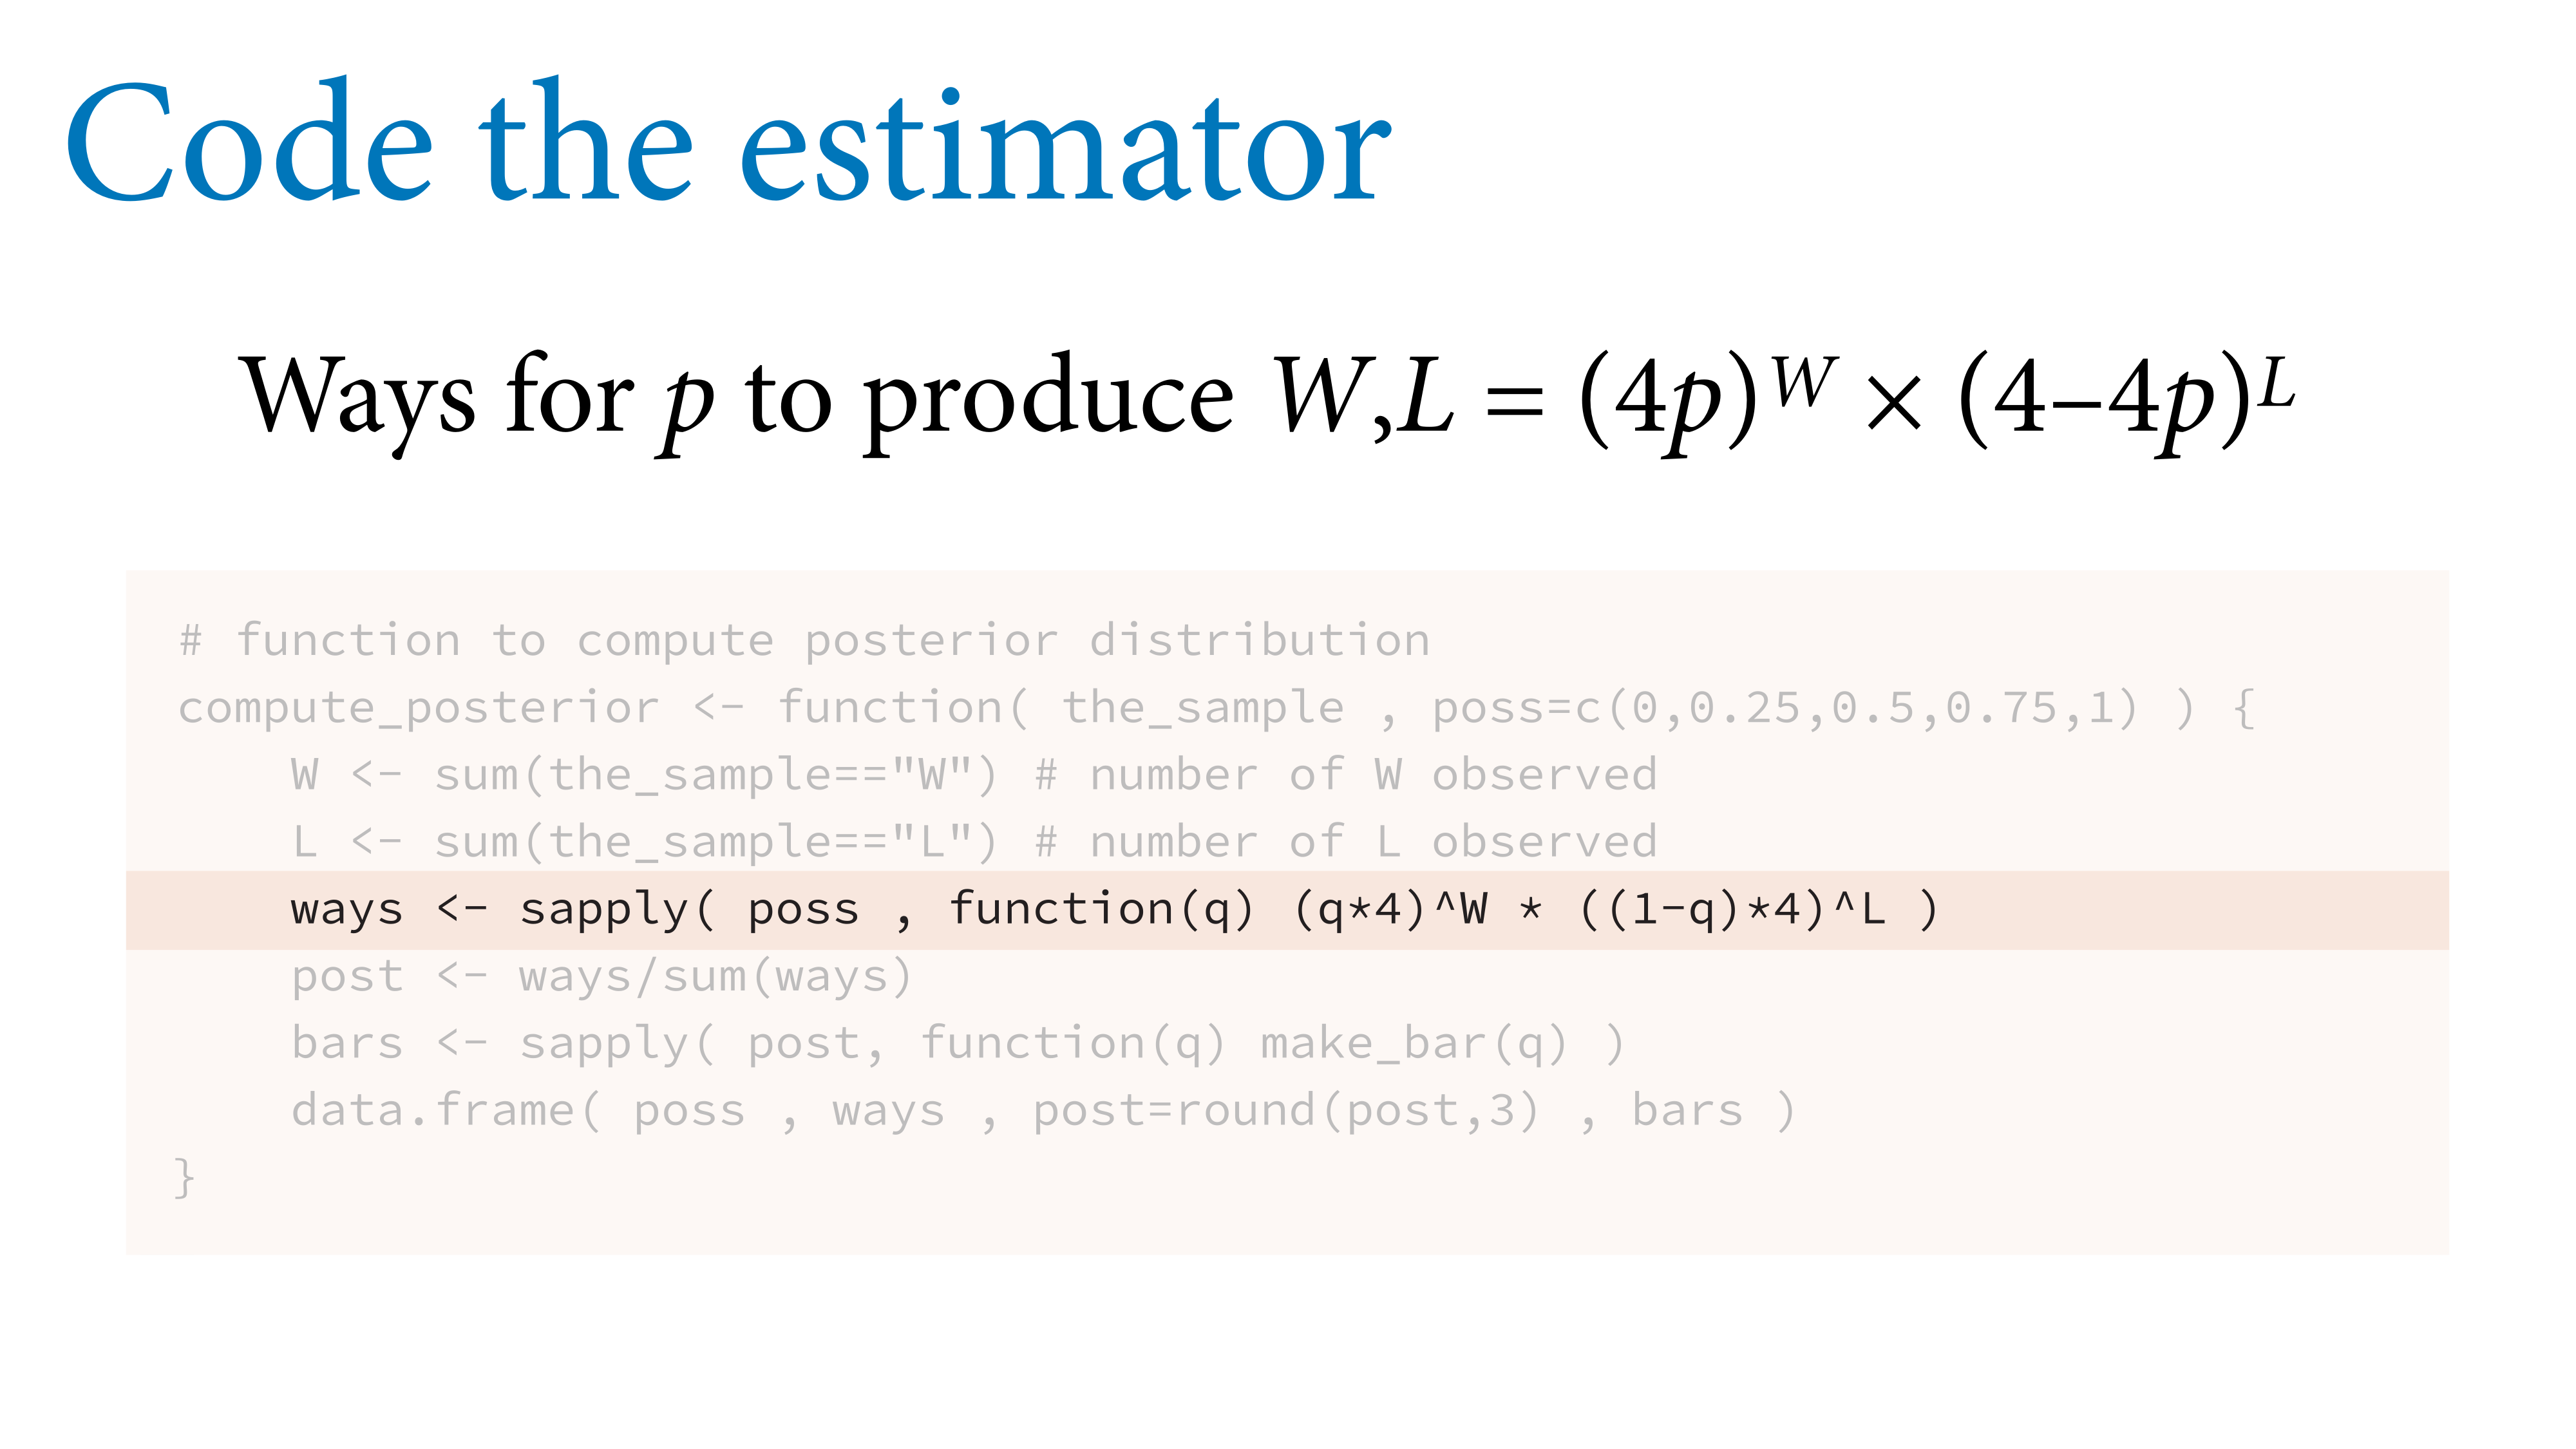 Code the estimator
Ways for p to produce W,L = (4p)^W × (4–4p)^L
# function to compute posterior distribution
compute_posterior <- function( the_sample , poss=c(0,0.25,0.5,0.75,1) ) {
    W <- sum(the_sample=="W") # number of W observed
    L <- sum(the_sample=="L") # number of L observed
    ways <- sapply( poss , function(q) (q*4)^W * ((1-q)*4)^L )
    post <- ways/sum(ways)
    bars <- sapply( post, function(q) make_bar(q) )
    data.frame( poss , ways , post=round(post,3) , bars )
}